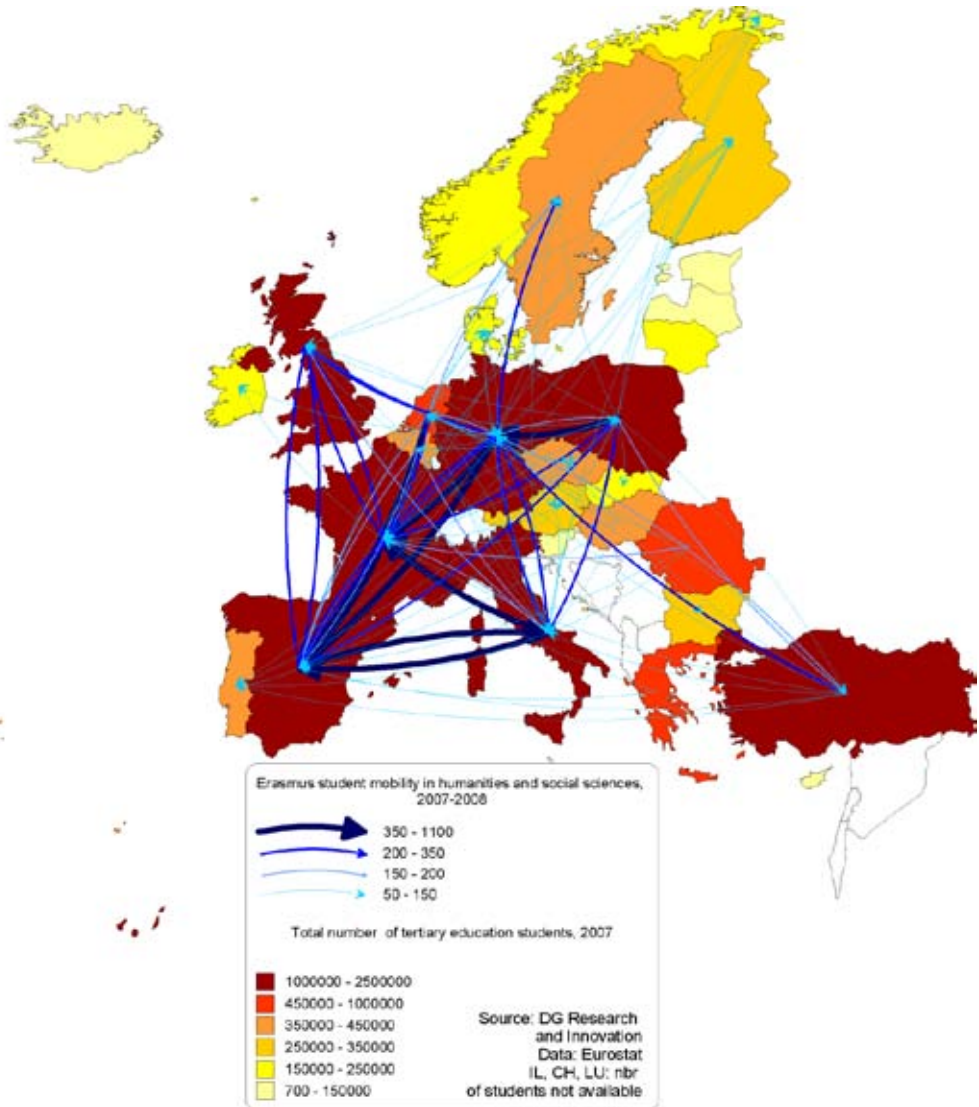 Erasmus student mobility in humanities and social sciences,
2007-2008
350 - 1100
200 - 350
150 - 200
50 - 150
Total number of tertiary education students, 2007
1000000 - 2500000
450000 - 1000000
350000 - 450000
250000 - 350000
150000 - 250000
700 - 150000
Source: DG Research
and Innovation
Data: Eurostat
IL, CH, LU: nbr
of students not available